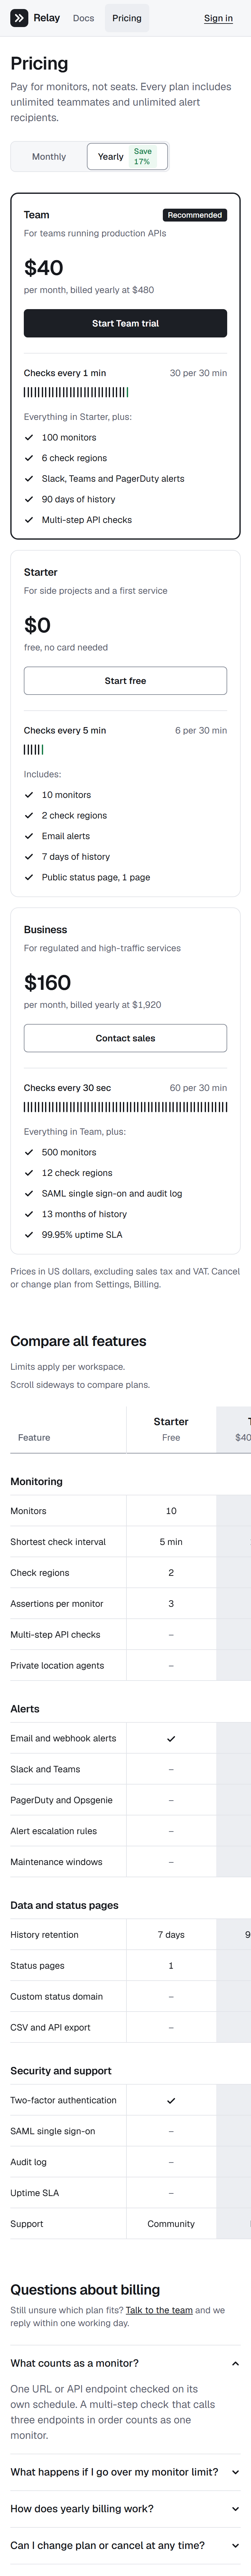 Relay Docs Pricing Sign in
Pricing
Pay for monitors, not seats. Every plan includes
unlimited teammates and unlimited alert
recipients.
Monthly Yearly Save
17%
Team Recommended
For teams running production APIs
$40
per month, billed yearly at $480
Start Team trial
Checks every 1 min 30 per 30 min
Everything in Starter, plus:
100 monitors
6 check regions
Slack, Teams and PagerDuty alerts
90 days of history
Multi-step API checks
Starter
For side projects and a first service
$0
free, no card needed
Start free
Checks every 5 min 6 per 30 min
Includes:
10 monitors
2 check regions
Email alerts
7 days of history
Public status page, 1 page
Business
For regulated and high-traffic services
$160
per month, billed yearly at $1,920
Contact sales
Checks every 30 sec 60 per 30 min
Everything in Team, plus:
500 monitors
12 check regions
SAML single sign-on and audit log
13 months of history
99.95% uptime SLA
Prices in US dollars, excluding sales tax and VAT. Cancel
or change plan from Settings, Billing.
Compare all features
Limits apply per workspace.
Scroll sideways to compare plans.
Starter T
Feature Free $40
Monitoring
Monitors 10
Shortest check interval 5 min
Check regions 2
Assertions per monitor 3
Multi-step API checks –
Private location agents –
Alerts
Email and webhook alerts
Slack and Teams –
PagerDuty and Opsgenie –
Alert escalation rules –
Maintenance windows –
Data and status pages
History retention 7 days 9
Status pages 1
Custom status domain –
CSV and API export –
Security and support
Two-factor authentication
SAML single sign-on –
Audit log –
Uptime SLA –
Support Community
Questions about billing
Still unsure which plan fits? Talk to the team and we
reply within one working day.
What counts as a monitor?
One URL or API endpoint checked on its
own schedule. A multi-step check that calls
three endpoints in order counts as one
monitor.
What happens if I go over my monitor limit?
How does yearly billing work?
Can I change plan or cancel at any time?